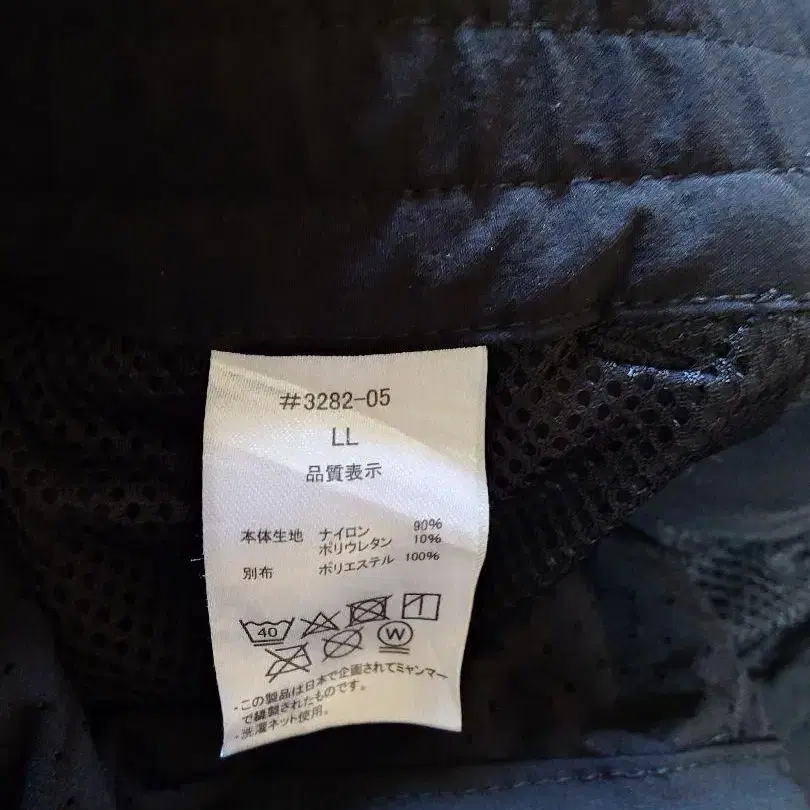 #3282-05
LL
品質表示
本体生地 ナイロン 90%
ポリウレタン 10%
別布 ポリエステル 100%
40
W
・この製品は日本で企画されてミャンマー
で縫製されたものです。
・洗濯ネット使用。